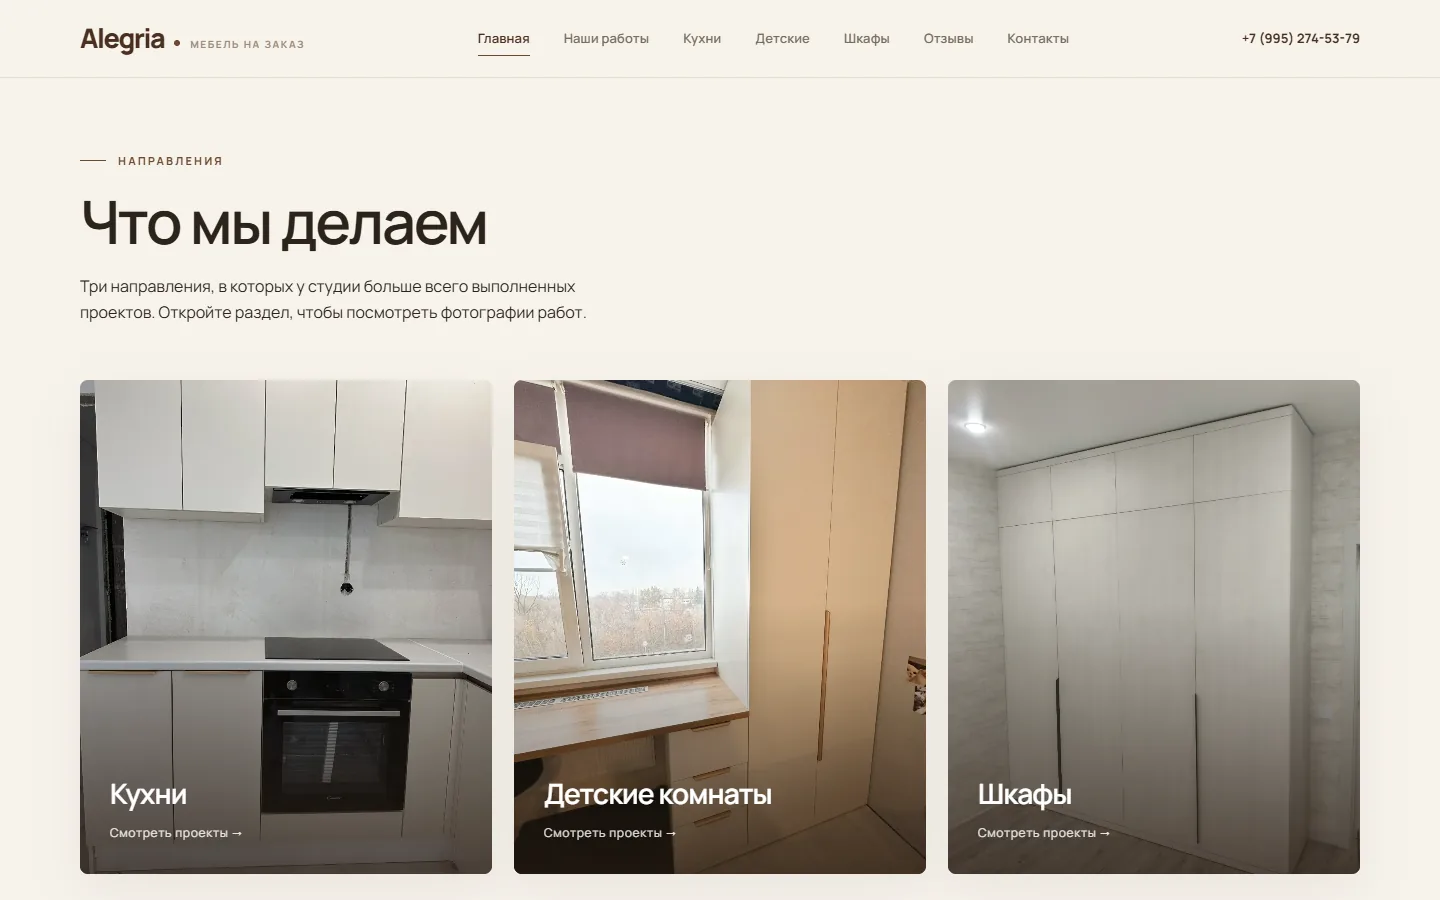 Alegria • МЕБЕЛЬ НА ЗАКАЗ
Главная
Наши работы
Кухни
Детские
Шкафы
Отзывы
Контакты
+7 (995) 274-53-79
НАПРАВЛЕНИЯ
Что мы делаем
Три направления, в которых у студии больше всего выполненных
проектов. Откройте раздел, чтобы посмотреть фотографии работ.
Кухни
Смотреть проекты →
Детские комнаты
Смотреть проекты →
Шкафы
Смотреть проекты →